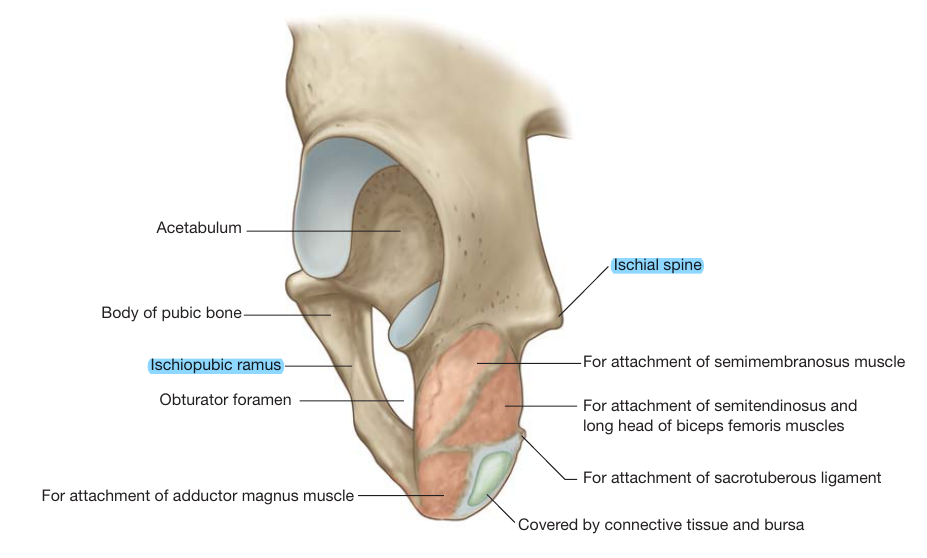 Acetabulum
Ischial spine
Body of pubic bone
Ischiopubic ramus
For attachment of semimembranosus muscle
Obturator foramen
For attachment of semitendinosus and
long head of biceps femoris muscles
For attachment of sacrotuberous ligament
For attachment of adductor magnus muscle
Covered by connective tissue and bursa